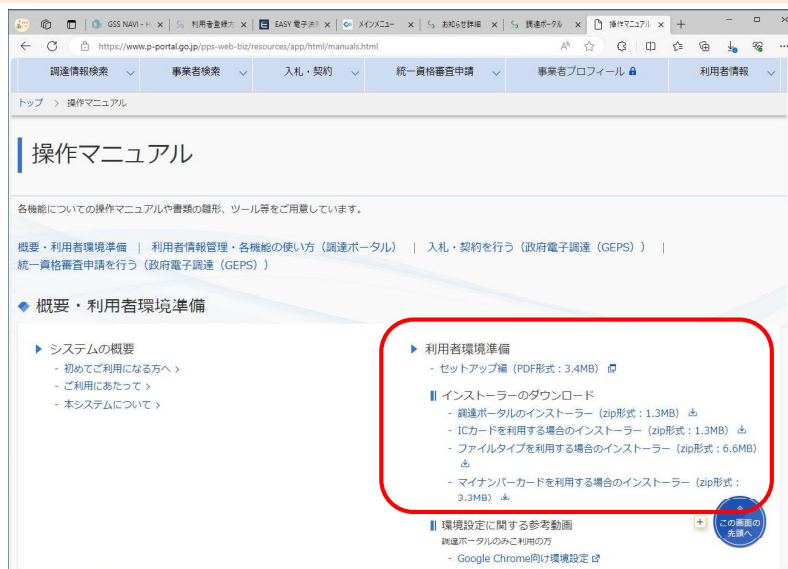 GSS NAVI - H
利用者登録方
EASY 電子決
メインメニュー
お知らせ詳細
調達ポータル
操作マニュアル
https://www.p-portal.go.jp/pps-web-biz/resources/app/html/manuals.html
調達情報検索
事業者検索
入札・契約
統一資格審査申請
事業者プロフィール
利用者情報
トップ > 操作マニュアル
操作マニュアル
各機能についての操作マニュアルや書類の雛形、ツール等をご用意しています。
概要・利用者環境準備 | 利用者情報管理・各機能の使い方（調達ポータル） | 入札・契約を行う（政府電子調達（GEPS）） |
統一資格審査申請を行う（政府電子調達（GEPS））
概要・利用者環境準備
システムの概要
- 初めてご利用になる方へ >
- ご利用にあたって >
- 本システムについて >
利用者環境準備
- セットアップ編（PDF形式：3.4MB）
インストーラーのダウンロード
- 調達ポータルのインストーラー（zip形式：1.3MB）
- ICカードを利用する場合のインストーラー（zip形式：1.3MB）
- ファイルタイプを利用する場合のインストーラー（zip形式：6.6MB）
- マイナンバーカードを利用する場合のインストーラー（zip形式：
3.3MB）
環境設定に関する参考動画
調達ポータルのみご利用の方
- Google Chrome向け環境設定
この画面の
先頭へ